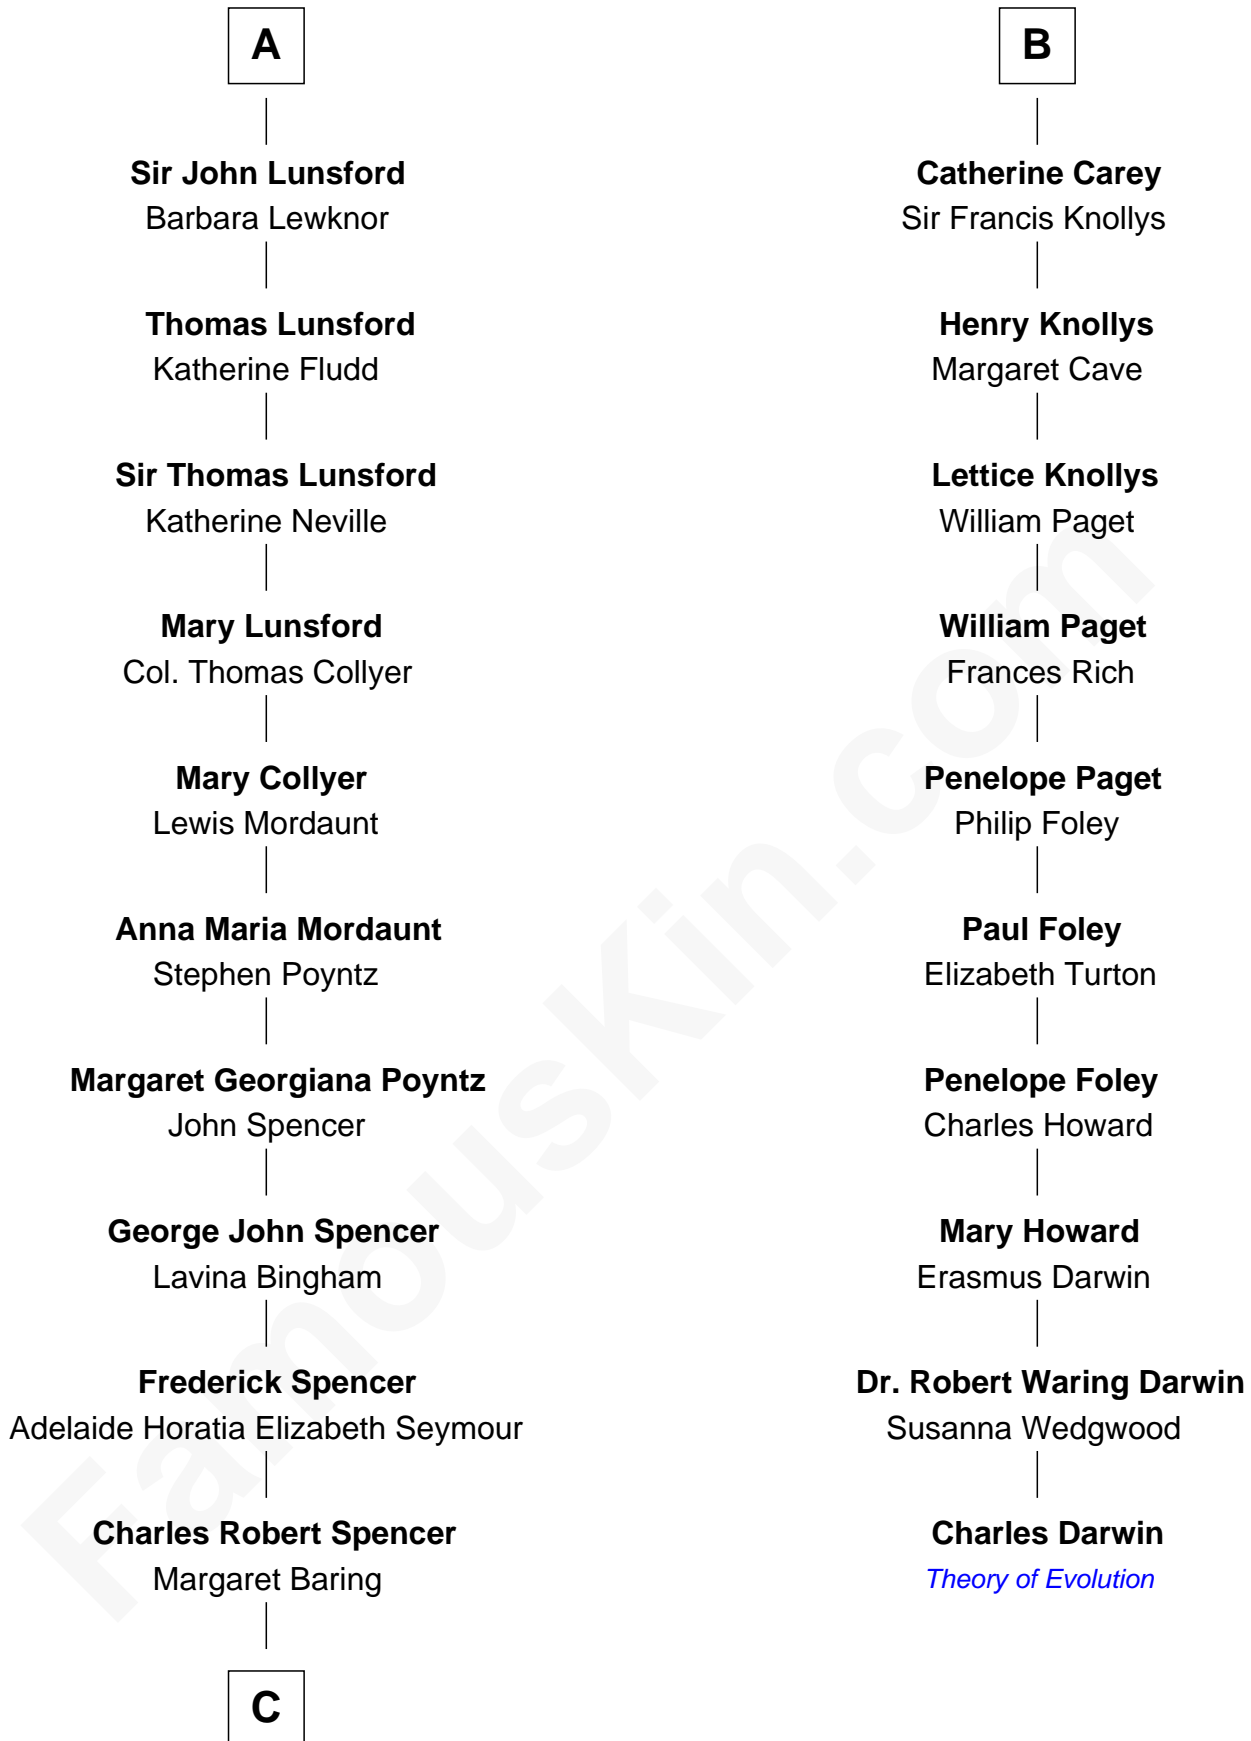 A
Sir John Lunsford
Barbara Lewknor
Thomas Lunsford
Katherine Fludd
Sir Thomas Lunsford
Katherine Neville
Mary Lunsford
Col. Thomas Collyer
Mary Collyer
Lewis Mordaunt
Anna Maria Mordaunt
Stephen Poyntz
Margaret Georgiana Poyntz
John Spencer
George John Spencer
Lavina Bingham
Frederick Spencer
Adelaide Horatia Elizabeth Seymour
Charles Robert Spencer
Margaret Baring
C
B
Catherine Carey
Sir Francis Knollys
Henry Knollys
Margaret Cave
Lettice Knollys
William Paget
William Paget
Frances Rich
Penelope Paget
Philip Foley
Paul Foley
Elizabeth Turton
Penelope Foley
Charles Howard
Mary Howard
Erasmus Darwin
Dr. Robert Waring Darwin
Susanna Wedgwood
Charles Darwin
Theory of Evolution
FamousKin.com